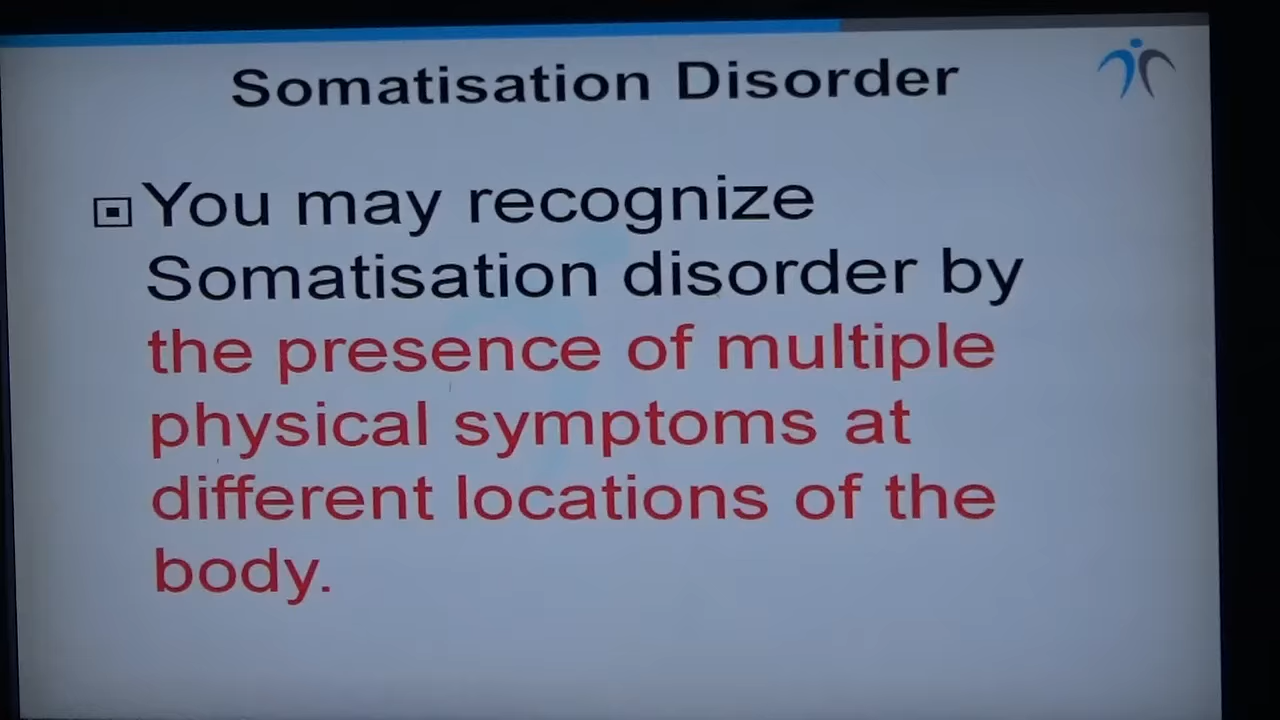 Somatisation Disorder
You may recognize
Somatisation disorder by
the presence of multiple
physical symptoms at
different locations of the
body.